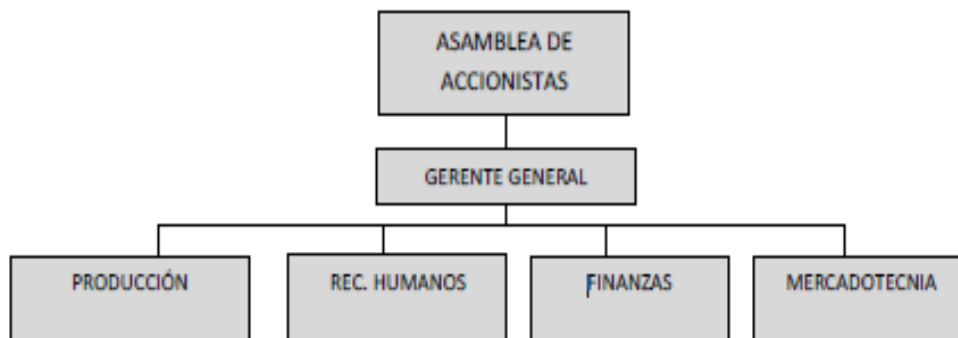 ASAMBLEA DE
ACCIONISTAS
GERENTE GENERAL
PRODUCCIÓN
REC. HUMANOS
FINANZAS
MERCADOTECNIA